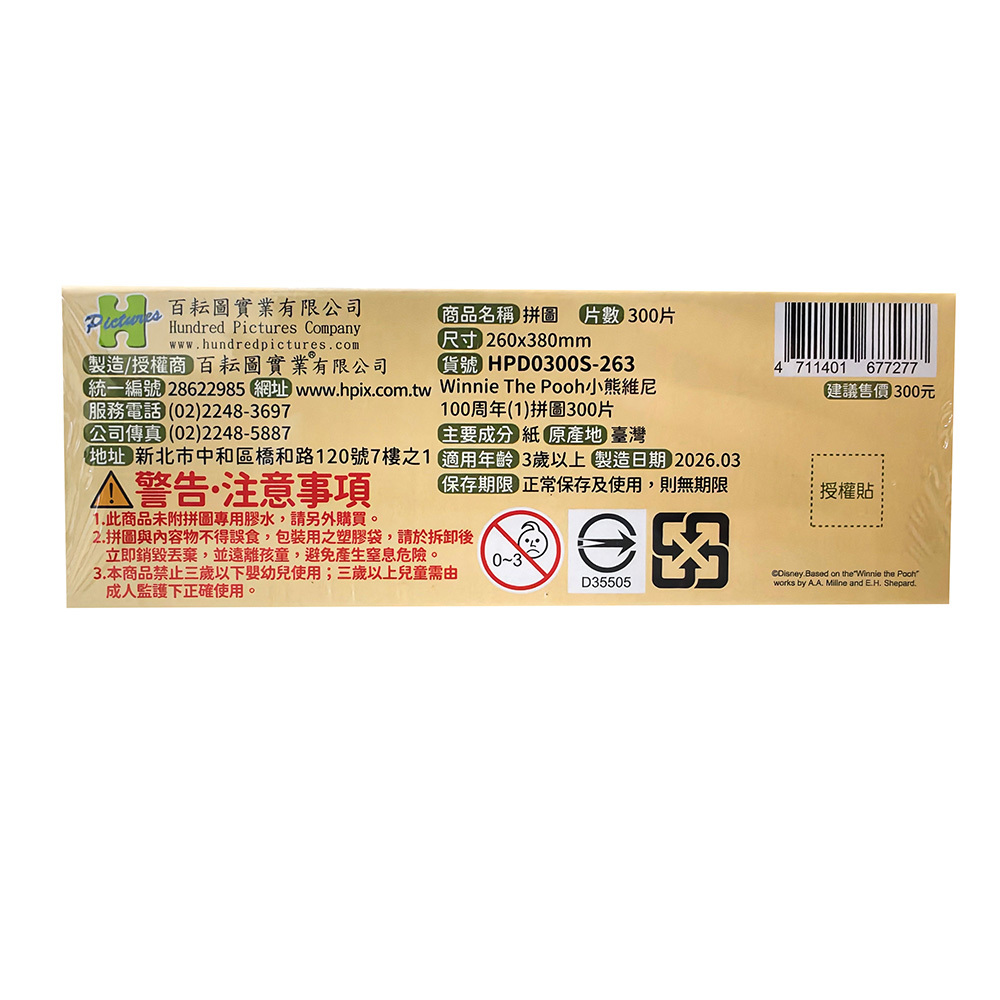 H Pictures
百耘圖實業有限公司
Hundred Pictures Company
www.hundredpictures.com
製造/授權商 百耘圖實業®有限公司
統一編號 28622985 網址 www.hpix.com.tw
服務電話 (02)2248-3697
公司傳真 (02)2248-5887
地址 新北市中和區橋和路120號7樓之1
警告·注意事項
1.此商品未附拼圖專用膠水，請另外購買。
2.拼圖與內容物不得誤食，包裝用之塑膠袋，請於拆卸後
立即銷毀丟棄，並遠離孩童，避免產生窒息危險。
3.本商品禁止三歲以下嬰幼兒使用；三歲以上兒童需由
成人監護下正確使用。
商品名稱 拼圖 片數 300片
尺寸 260x380mm
貨號 HPD0300S-263
Winnie The Pooh小熊維尼
100周年(1)拼圖300片
主要成分 紙 原產地 臺灣
適用年齡 3歲以上 製造日期 2026.03
保存期限 正常保存及使用，則無期限
0~3
D35505
4 711401 677277
建議售價 300元
授權貼
©Disney.Based on the"Winnie the Pooh"
works by A.A. Milne and E.H. Shepard.